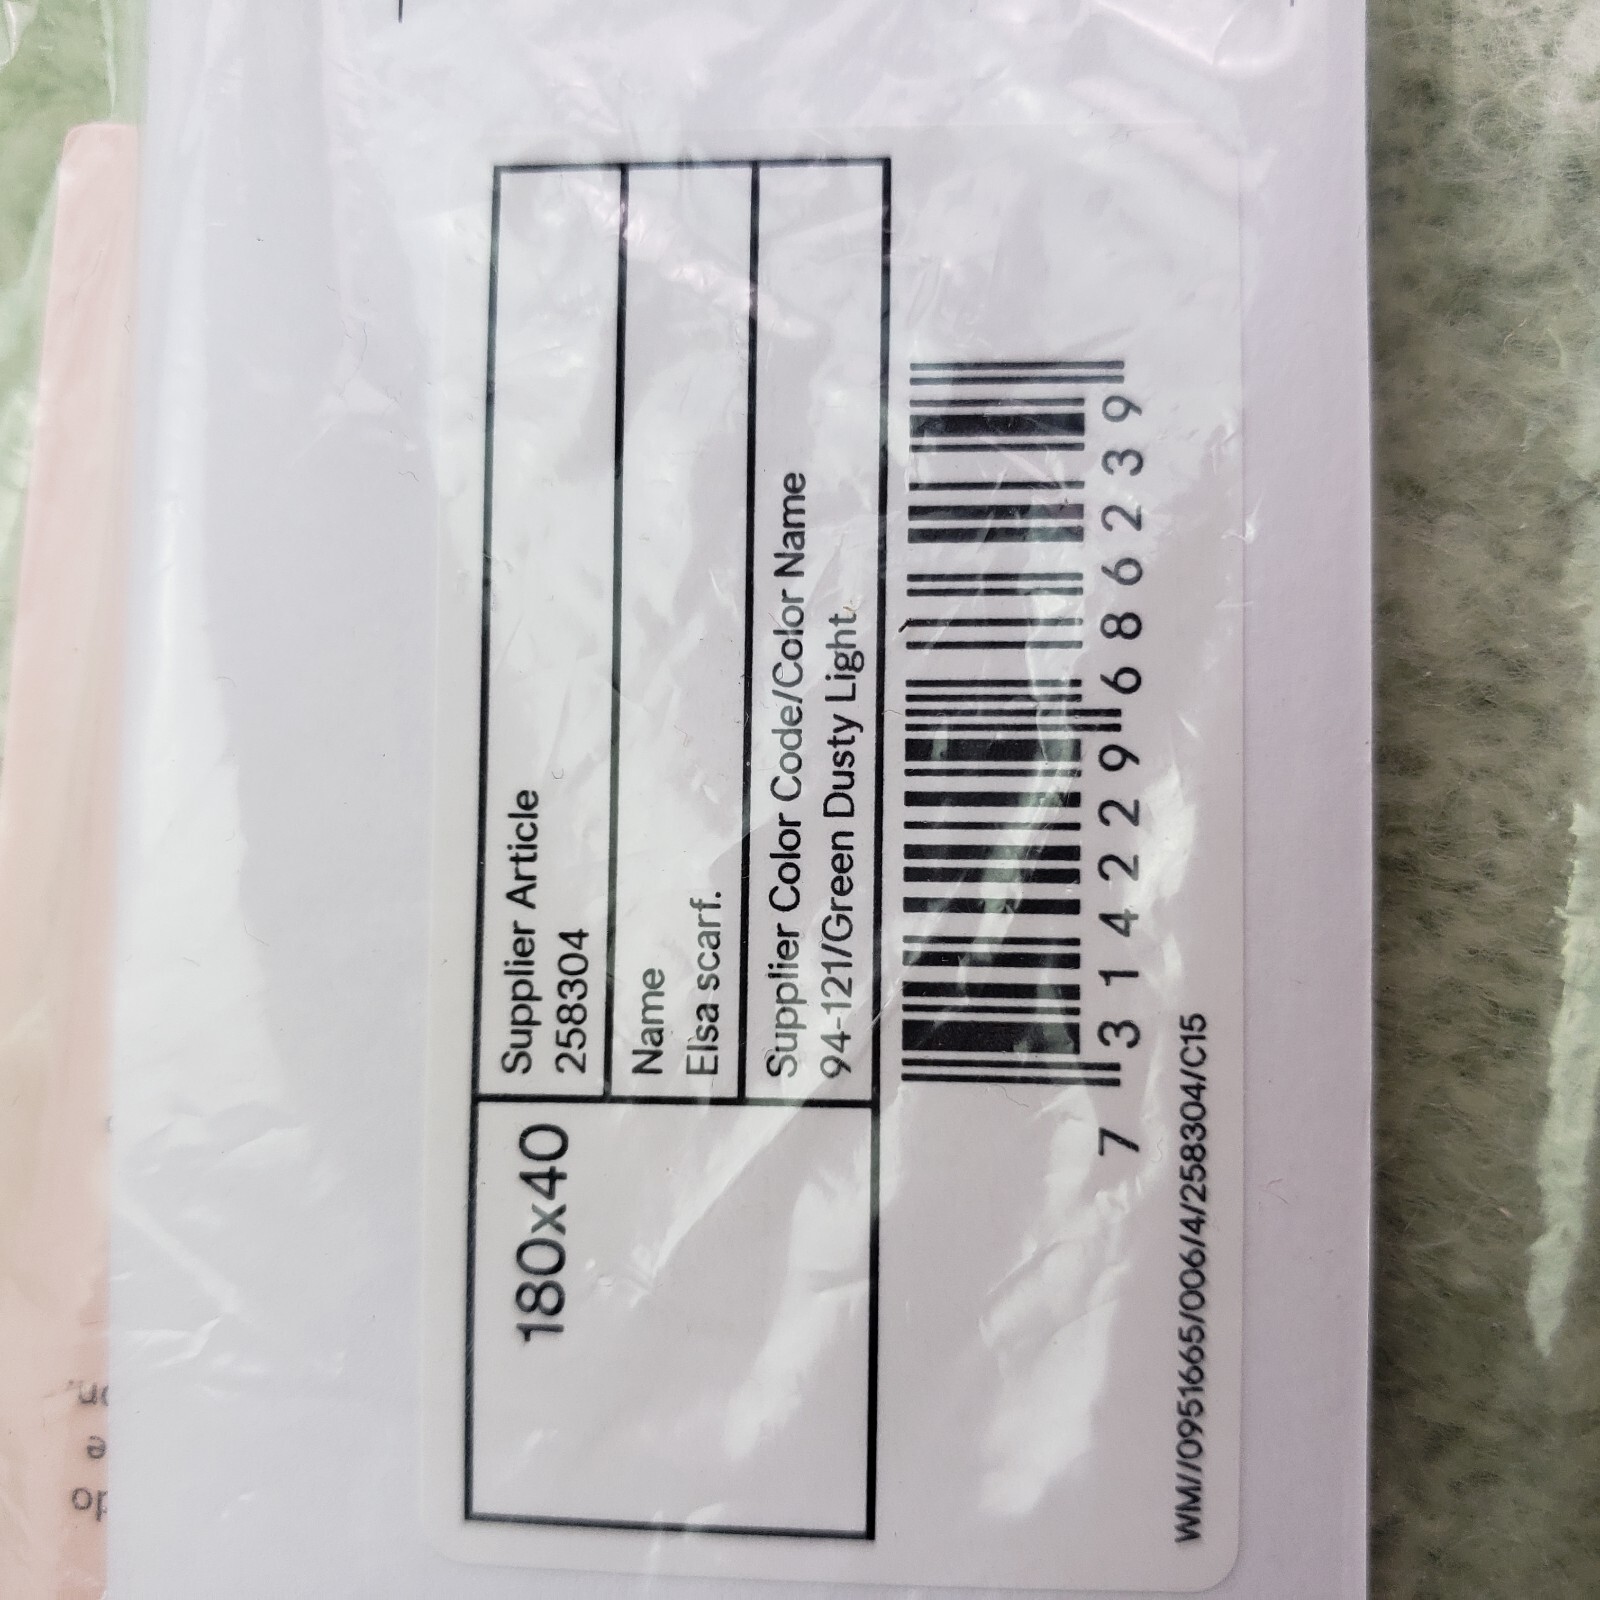 180x40
Supplier Article
258304
Name
Elsa scarf.
Supplier Color Code/Color Name
94-121/Green Dusty Light
7 314229 686239
WM//0951665/006/4/258304/C15